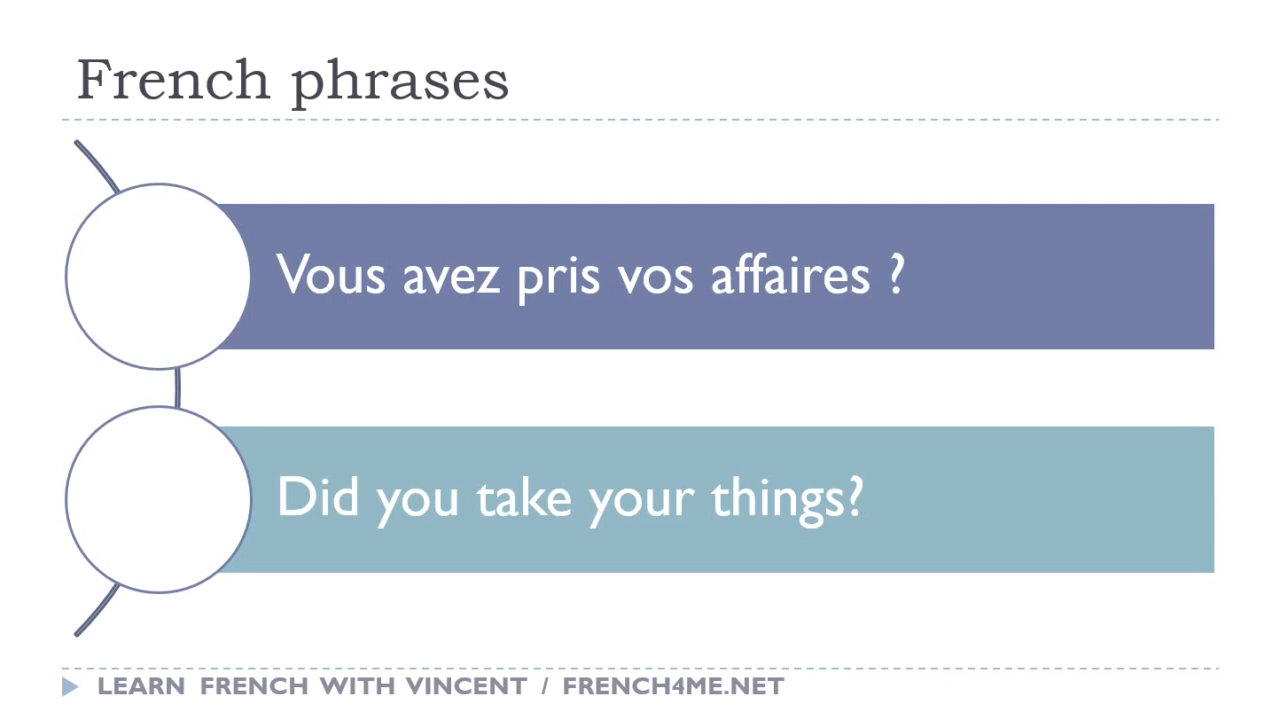 French phrases
Vous avez pris vos affaires ?
Did you take your things?
LEARN FRENCH WITH VINCENT / FRENCH4ME.NET